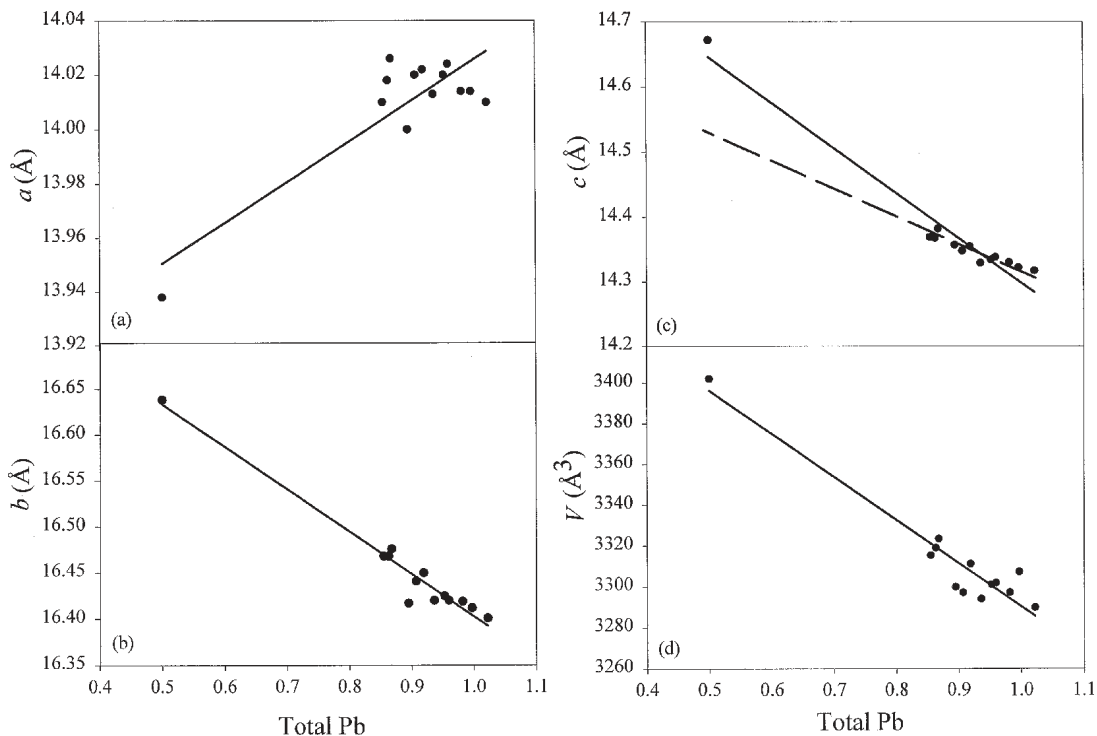 14.04
14.02
14.00
13.98
13.96
13.94
13.92
a (Å)
(a)
16.65
16.60
16.55
16.50
16.45
16.40
16.35
b (Å)
(b)
0.4 0.5 0.6 0.7 0.8 0.9 1.0 1.1
Total Pb
14.7
14.6
14.5
14.4
14.3
14.2
c (Å)
(c)
3400
3380
3360
3340
3320
3300
3280
3260
V (Å3)
(d)
0.4 0.5 0.6 0.7 0.8 0.9 1.0 1.1
Total Pb